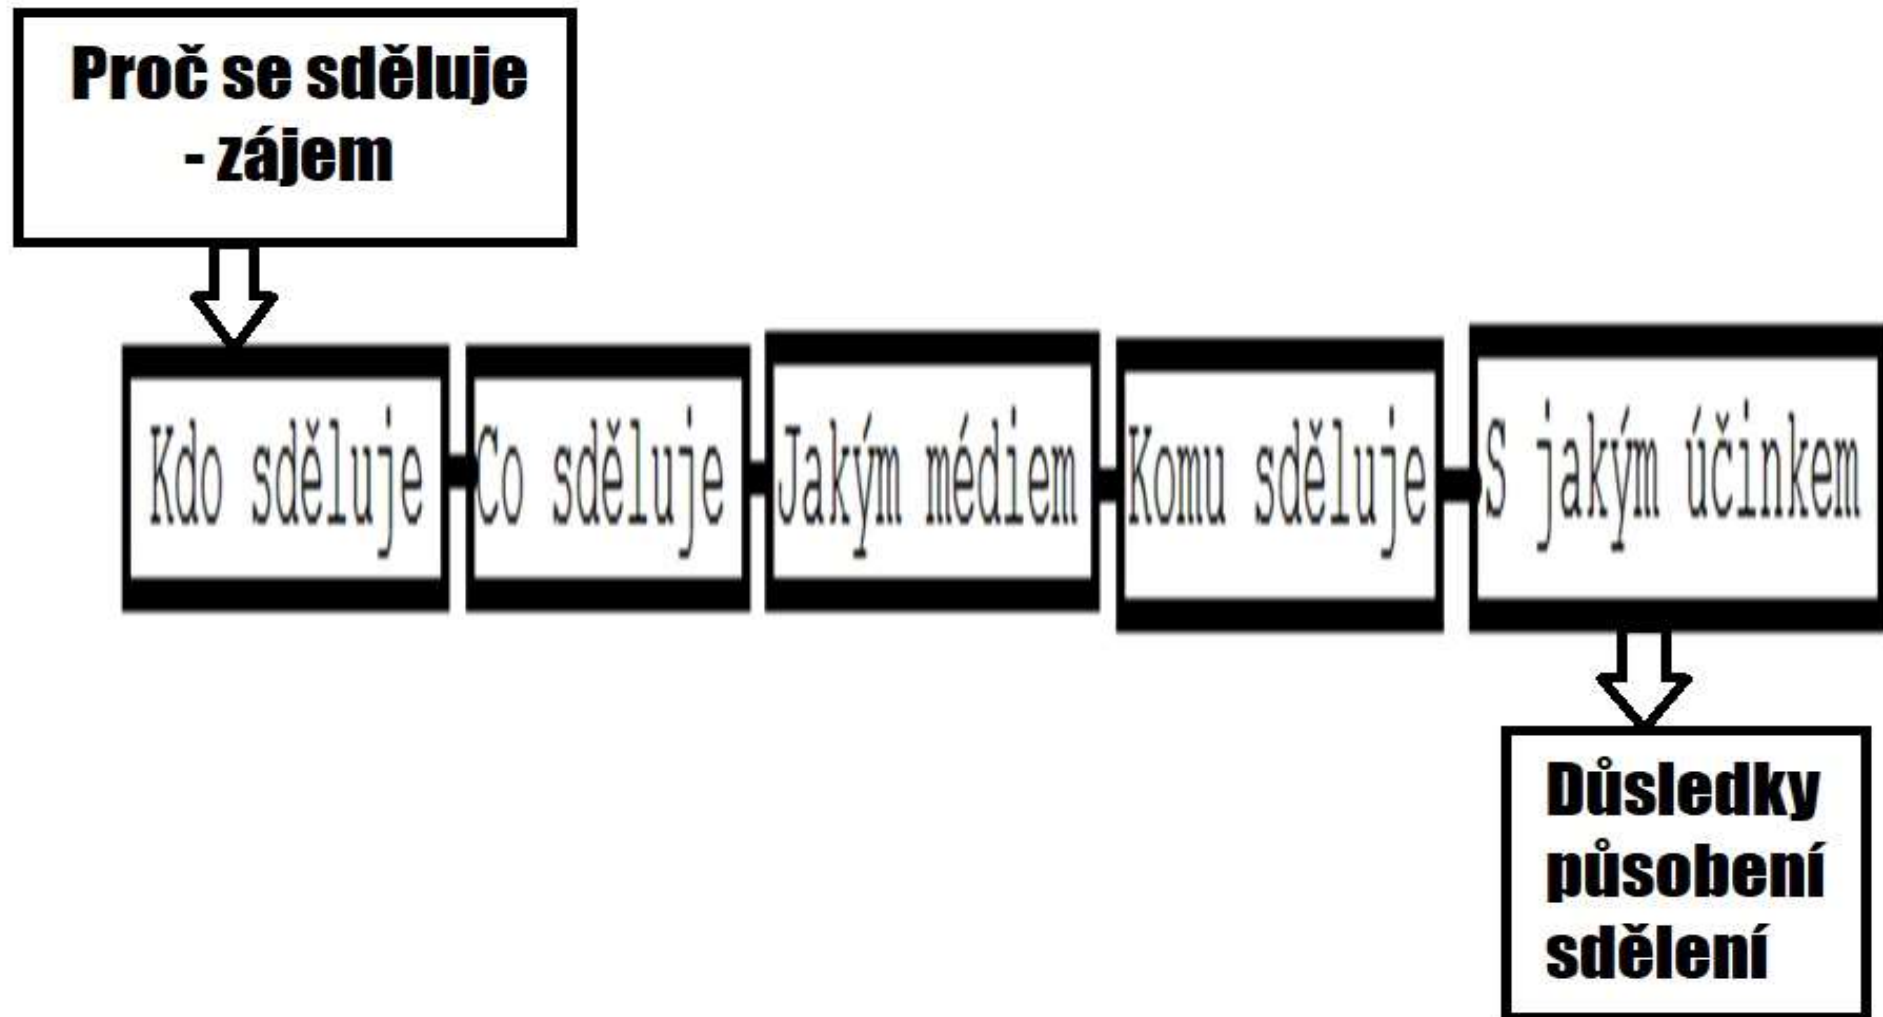 Proč se sděluje
- zájem
Kdo sděluje
Co sděluje
Jakým médiem
Komu sděluje
S jakým účinkem
Důsledky
působení
sdělení